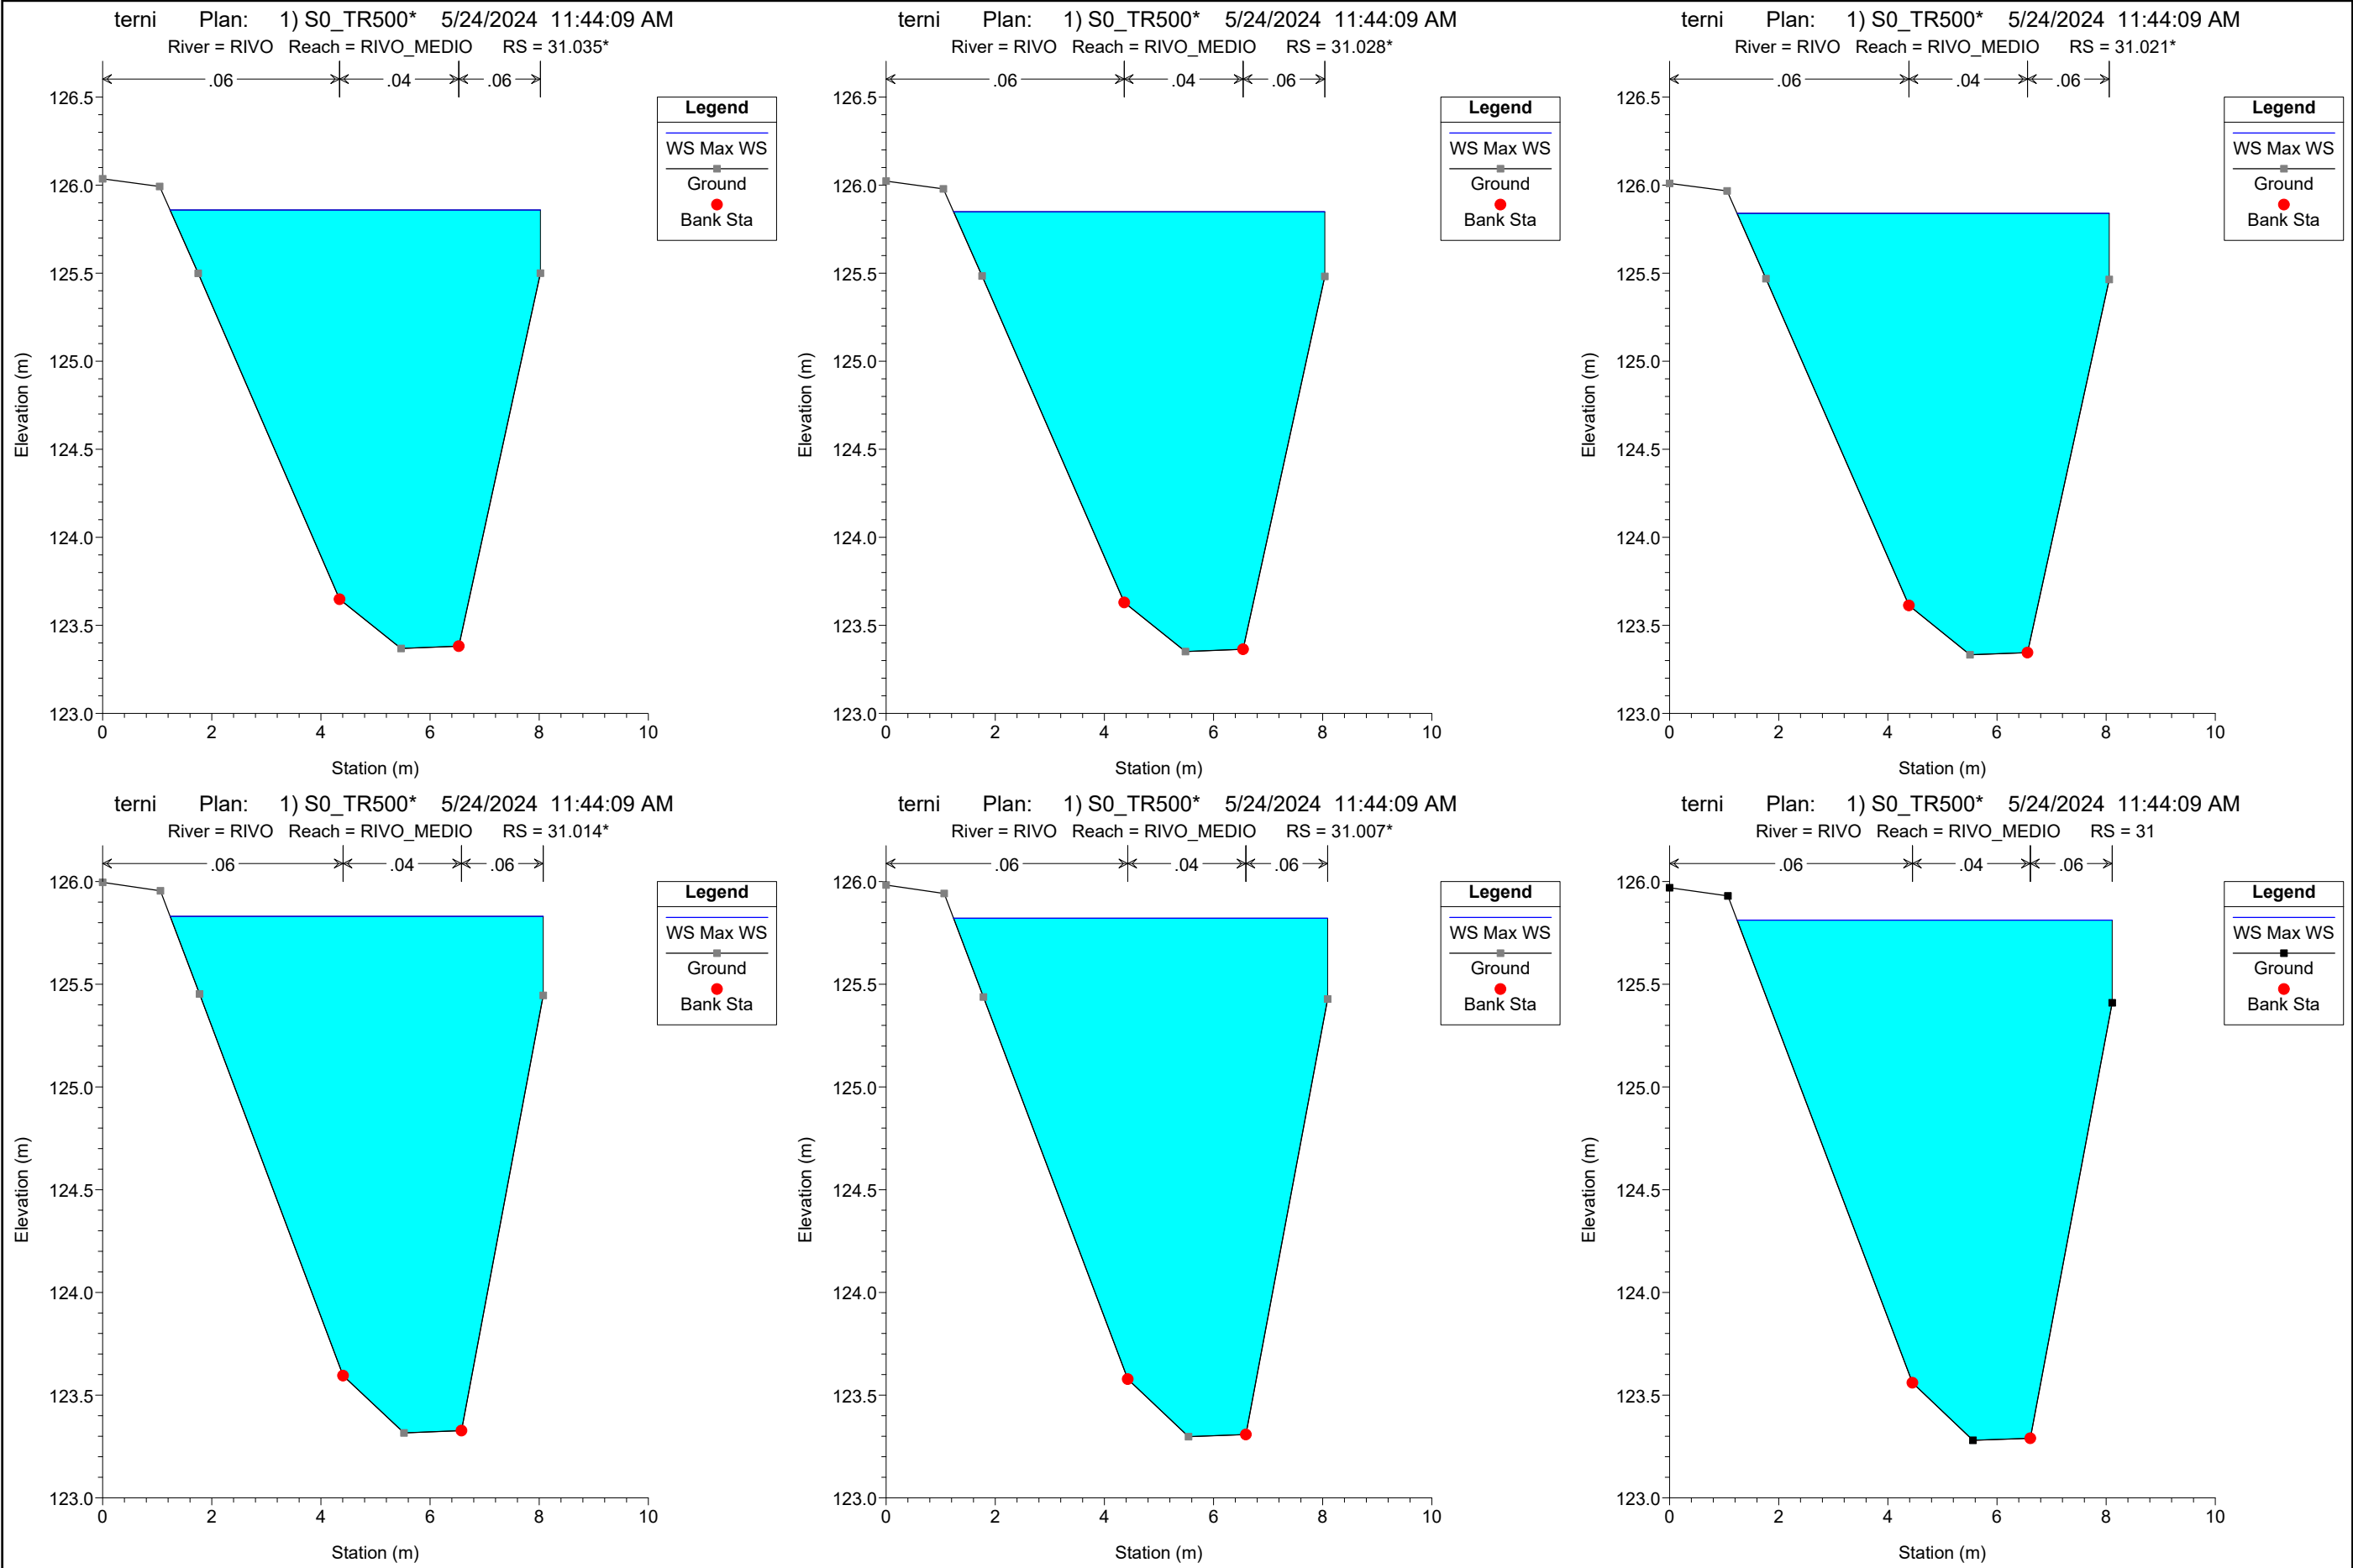 terni Plan: 1) S0_TR500* 5/24/2024 11:44:09 AM
River = RIVO Reach = RIVO_MEDIO RS = 31.035*
.06 .04 .06
126.5
126.0
125.5
125.0
124.5
124.0
123.5
123.0
0 2 4 6 8 10
Station (m)
Elevation (m)
Legend
WS Max WS
Ground
Bank Sta
terni Plan: 1) S0_TR500* 5/24/2024 11:44:09 AM
River = RIVO Reach = RIVO_MEDIO RS = 31.028*
.06 .04 .06
126.5
126.0
125.5
125.0
124.5
124.0
123.5
123.0
0 2 4 6 8 10
Station (m)
Elevation (m)
Legend
WS Max WS
Ground
Bank Sta
terni Plan: 1) S0_TR500* 5/24/2024 11:44:09 AM
River = RIVO Reach = RIVO_MEDIO RS = 31.021*
.06 .04 .06
126.5
126.0
125.5
125.0
124.5
124.0
123.5
123.0
0 2 4 6 8 10
Station (m)
Elevation (m)
Legend
WS Max WS
Ground
Bank Sta
terni Plan: 1) S0_TR500* 5/24/2024 11:44:09 AM
River = RIVO Reach = RIVO_MEDIO RS = 31.014*
.06 .04 .06
126.0
125.5
125.0
124.5
124.0
123.5
123.0
0 2 4 6 8 10
Station (m)
Elevation (m)
Legend
WS Max WS
Ground
Bank Sta
terni Plan: 1) S0_TR500* 5/24/2024 11:44:09 AM
River = RIVO Reach = RIVO_MEDIO RS = 31.007*
.06 .04 .06
126.0
125.5
125.0
124.5
124.0
123.5
123.0
0 2 4 6 8 10
Station (m)
Elevation (m)
Legend
WS Max WS
Ground
Bank Sta
terni Plan: 1) S0_TR500* 5/24/2024 11:44:09 AM
River = RIVO Reach = RIVO_MEDIO RS = 31
.06 .04 .06
126.0
125.5
125.0
124.5
124.0
123.5
123.0
0 2 4 6 8 10
Station (m)
Elevation (m)
Legend
WS Max WS
Ground
Bank Sta